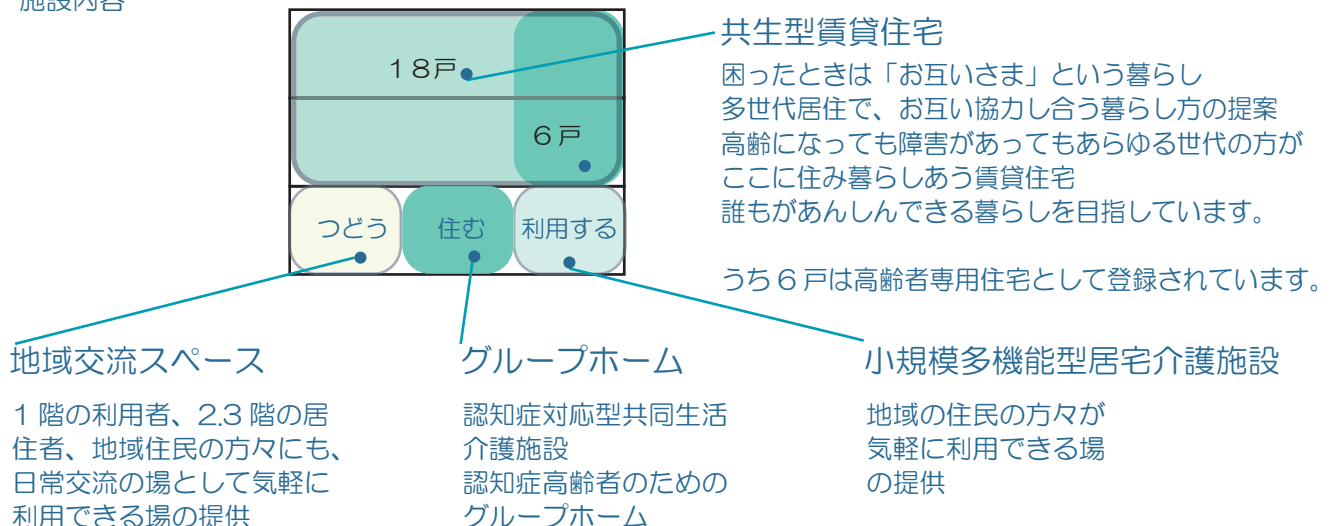 施設内容
18戸
6戸
つどう
住む
利用する
共生型賃貸住宅
困ったときは「お互いさま」という暮らし
多世代居住で、お互い協力し合う暮らし方の提案
高齢になっても障害があってもあらゆる世代の方が
ここに住み暮らしあう賃貸住宅
誰もがあんしんできる暮らしを目指しています。
うち6戸は高齢者専用住宅として登録されています。
地域交流スペース
1階の利用者、2.3階の居
住者、地域住民の方々にも、
日常交流の場として気軽に
利用できる場の提供
グループホーム
認知症対応型共同生活
介護施設
認知症高齢者のための
グループホーム
小規模多機能型居宅介護施設
地域の住民の方々が
気軽に利用できる場
の提供